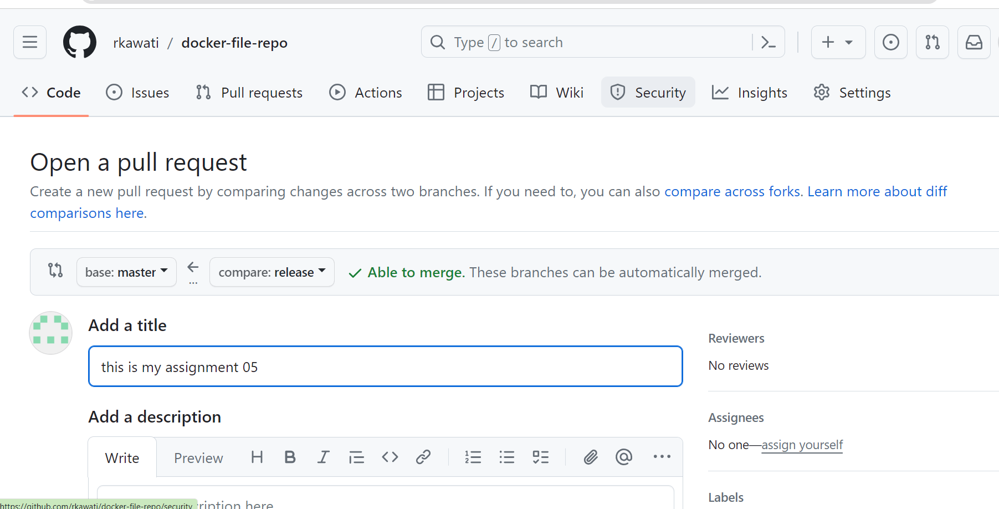 rkawati / docker-file-repo
Type / to search
Code Issues Pull requests Actions Projects Wiki Security Insights Settings
Open a pull request
Create a new pull request by comparing changes across two branches. If you need to, you can also compare across forks. Learn more about diff
comparisons here.
base: master
compare: release
Able to merge. These branches can be automatically merged.
Add a title
this is my assignment 05
Add a description
Write Preview
Reviewers
No reviews
Assignees
No one—assign yourself
Labels
https://github.com/rkawati/docker-file-repo/security
here